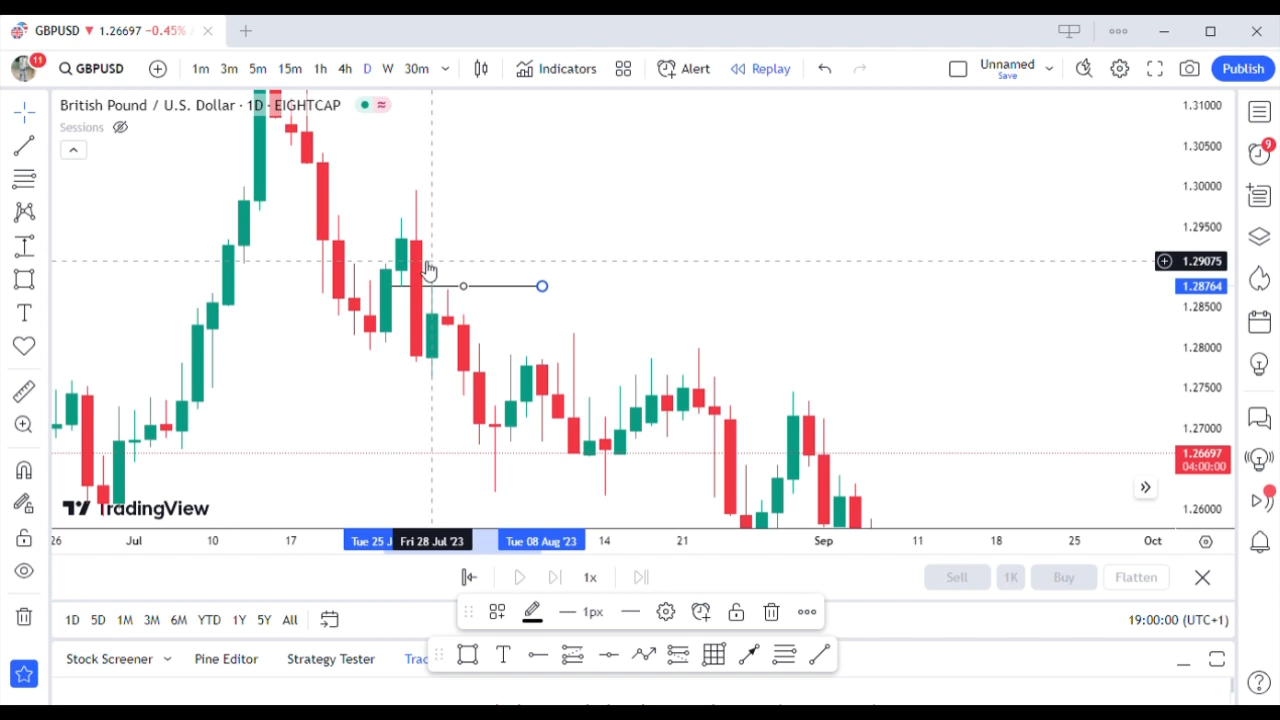 GBPUSD 1.26697 -0.45% /
11 GBPUSD 1m 3m 5m 15m 1h 4h D W 30m Indicators Alert Replay Unnamed Save Publish
British Pound / U.S. Dollar · 1D · EIGHTCAP
Sessions
1.31000
1.30500
1.30000
1.29500
1.29075
1.28764
1.28500
1.28000
1.27500
1.27000
1.26697
04:00:00
1.26000
9
TradingView
26 Jul 10 17 Tue 25 J Fri 28 Jul '23 Tue 08 Aug '23 14 21 Sep 11 18 25 Oct
1x Sell 1K Buy Flatten
1px
1D 5D 1M 3M 6M YTD 1Y 5Y All 19:00:00 (UTC+1)
Stock Screener Pine Editor Strategy Tester Trac